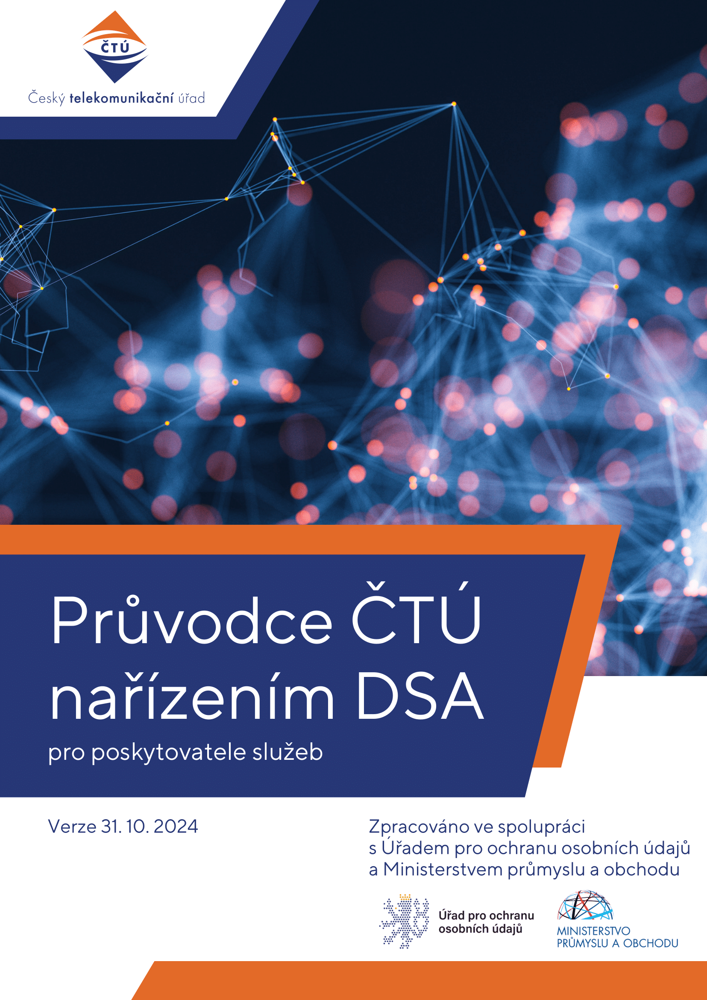 ČTÚ
Český telekomunikační úřad
Průvodce ČTÚ
nařízením DSA
pro poskytovatele služeb
Verze 31. 10. 2024
Zpracováno ve spolupráci
s Úřadem pro ochranu osobních údajů
a Ministerstvem průmyslu a obchodu
Úřad pro ochranu
osobních údajů
MINISTERSTVO
PRŮMYSLU A OBCHODU